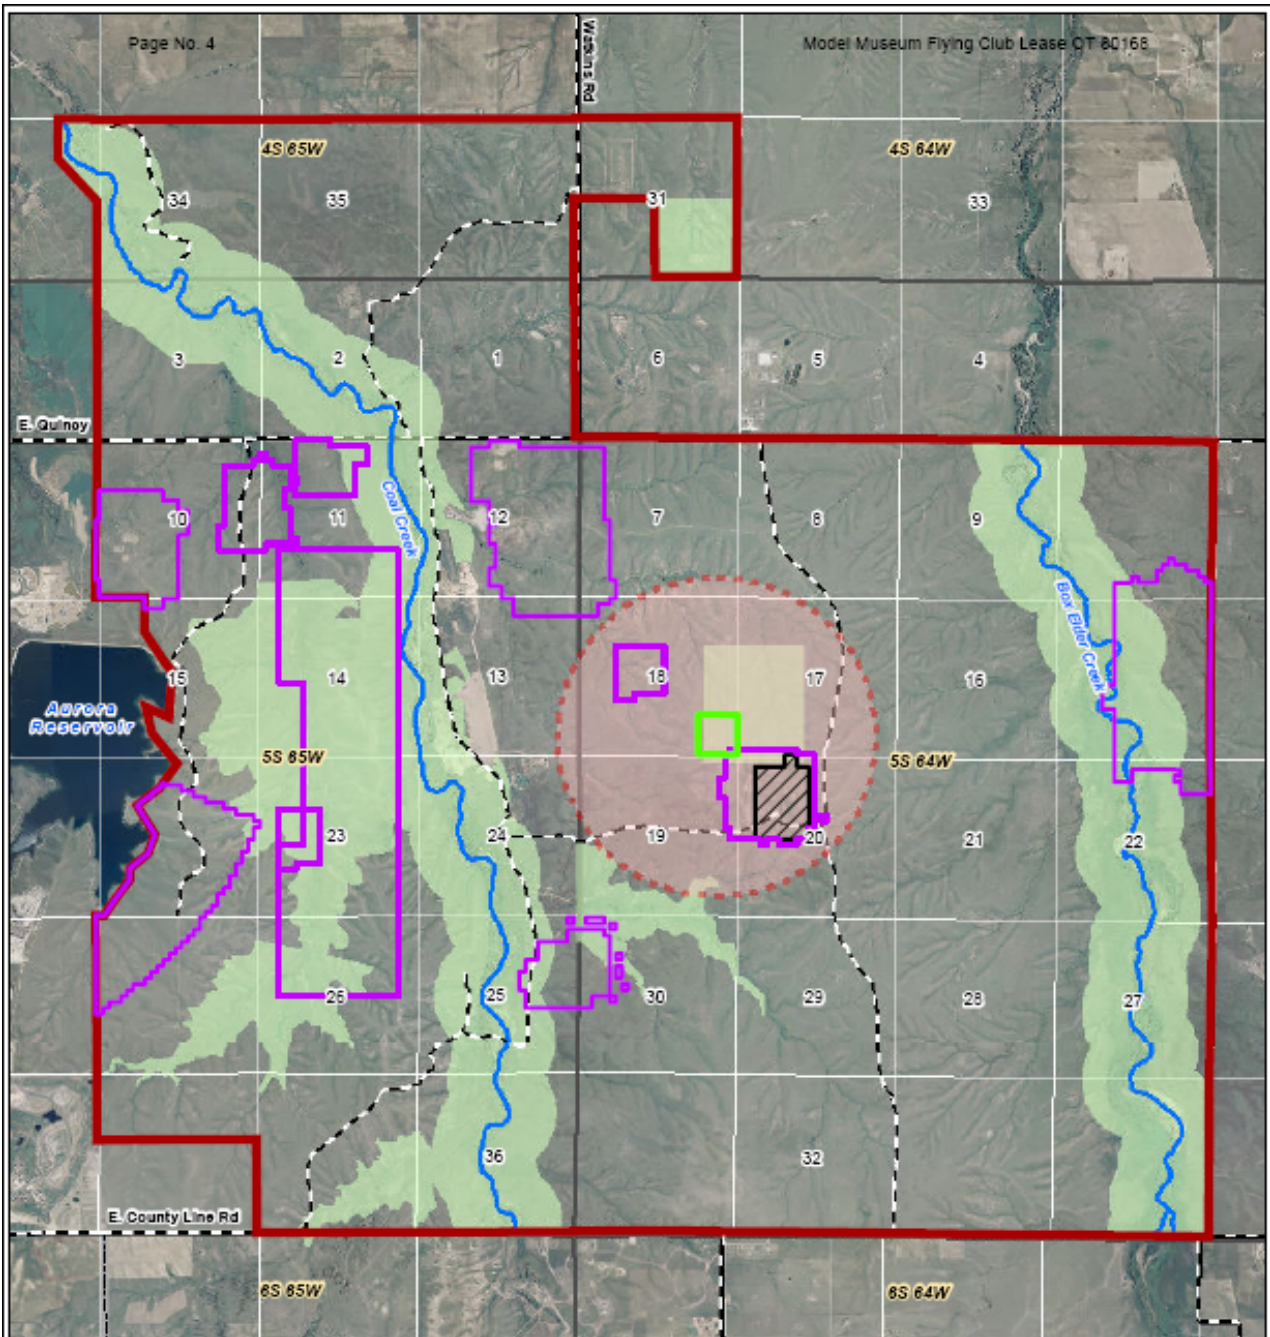 Page No. 4
Model Museum Flying Club Lease OT 60168
Watkins Rd
4S 65W
4S 64W
34
35
31
33
3
2
1
6
5
4
E. Quincy
10
11
Coal Creek
12
7
8
9
Box Elder Creek
15
14
13
18
17
16
Aurora
Reservoir
5S 65W
5S 64W
23
24
19
20
21
22
26
25
30
29
28
27
36
32
E. County Line Rd
6S 65W
6S 64W